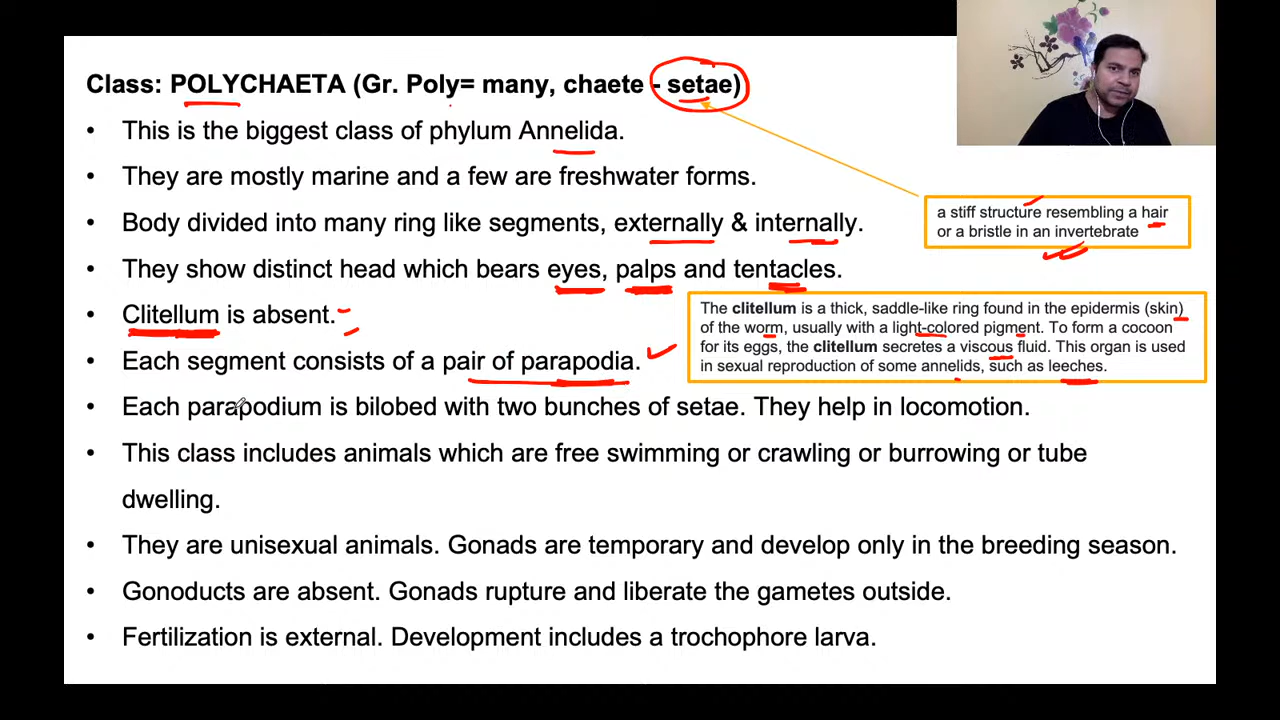 Class: POLYCHAETA (Gr. Poly= many, chaete - setae)
• This is the biggest class of phylum Annelida.
• They are mostly marine and a few are freshwater forms.
a stiff structure resembling a hair
or a bristle in an invertebrate
• Body divided into many ring like segments, externally & internally.
• They show distinct head which bears eyes, palps and tentacles.
• Clitellum is absent.
The clitellum is a thick, saddle-like ring found in the epidermis (skin)
of the worm, usually with a light-colored pigment. To form a cocoon
for its eggs, the clitellum secretes a viscous fluid. This organ is used
in sexual reproduction of some annelids, such as leeches.
• Each segment consists of a pair of parapodia.
• Each parapodium is bilobed with two bunches of setae. They help in locomotion.
• This class includes animals which are free swimming or crawling or burrowing or tube
dwelling.
• They are unisexual animals. Gonads are temporary and develop only in the breeding season.
• Gonoducts are absent. Gonads rupture and liberate the gametes outside.
• Fertilization is external. Development includes a trochophore larva.